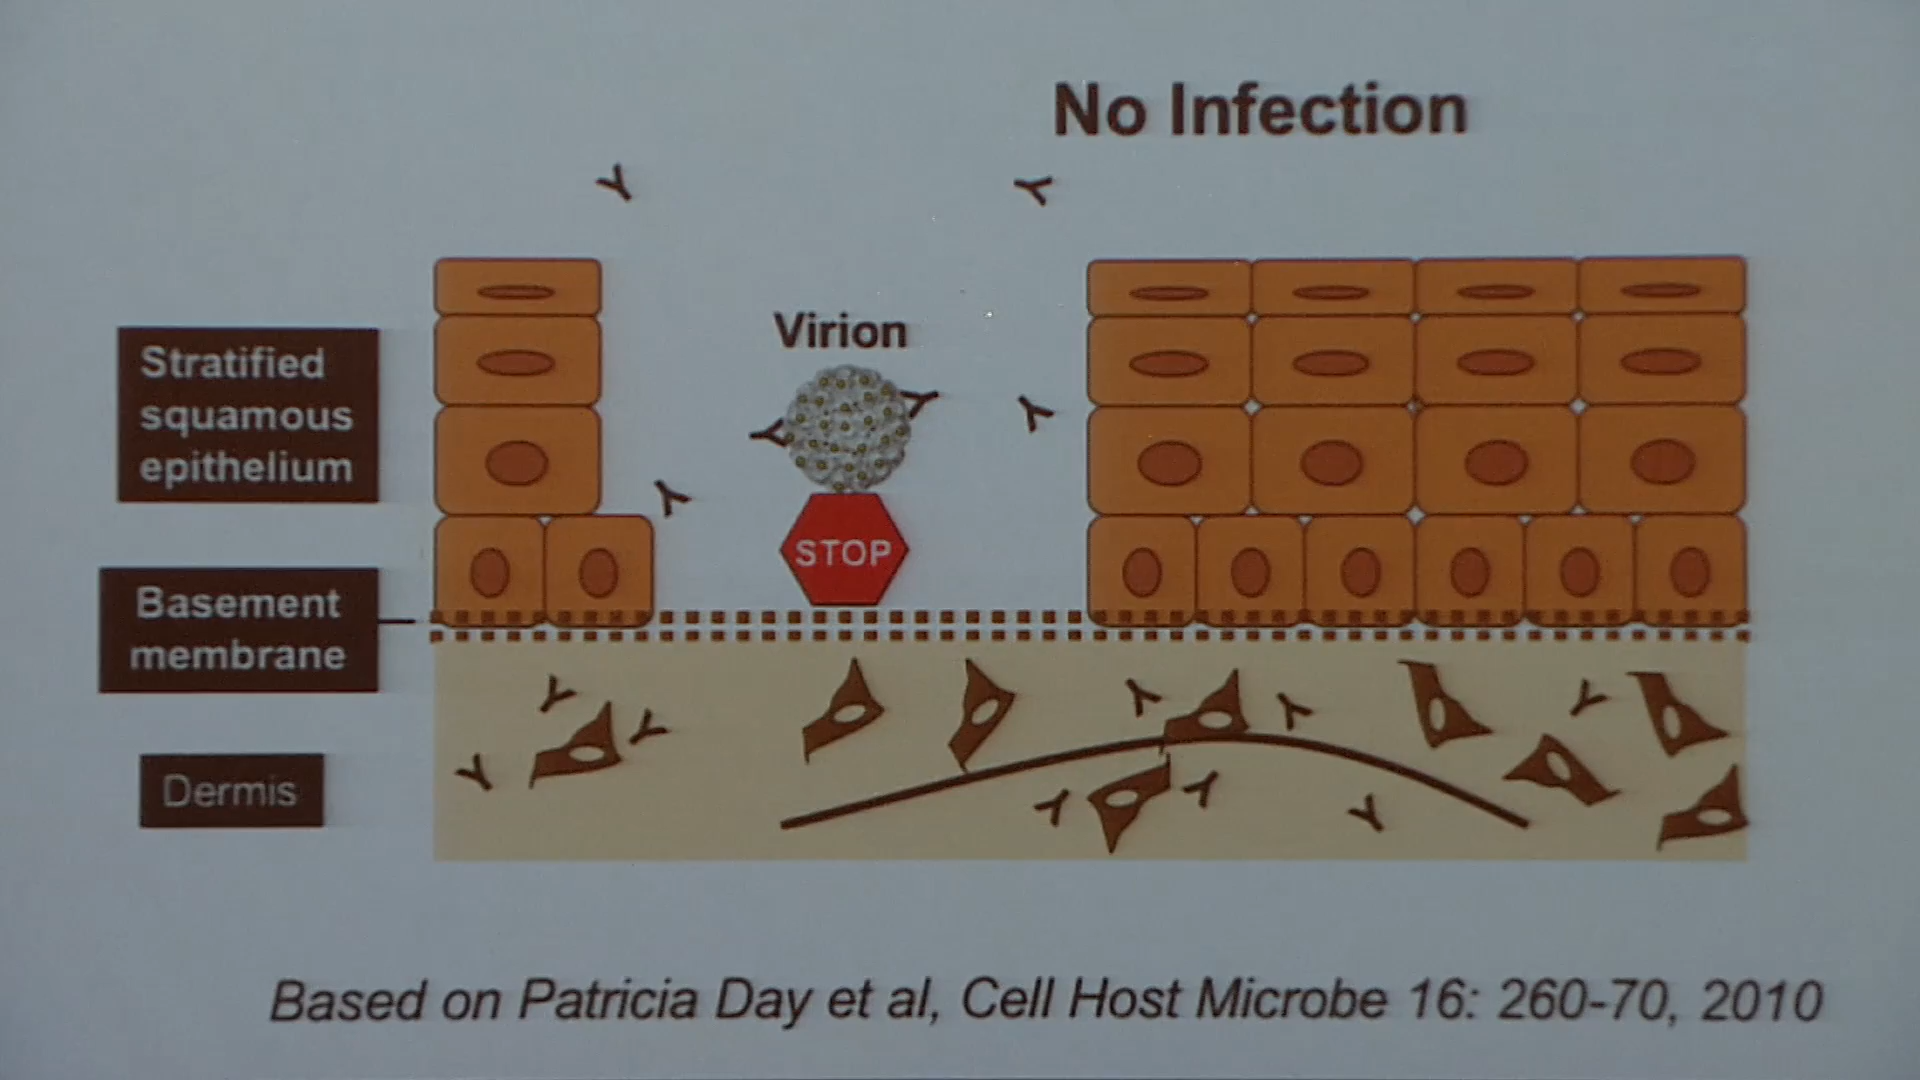 No Infection
Virion
Stratified
squamous
epithelium
STOP
Basement
membrane
Dermis
Based on Patricia Day et al, Cell Host Microbe 16: 260-70, 2010